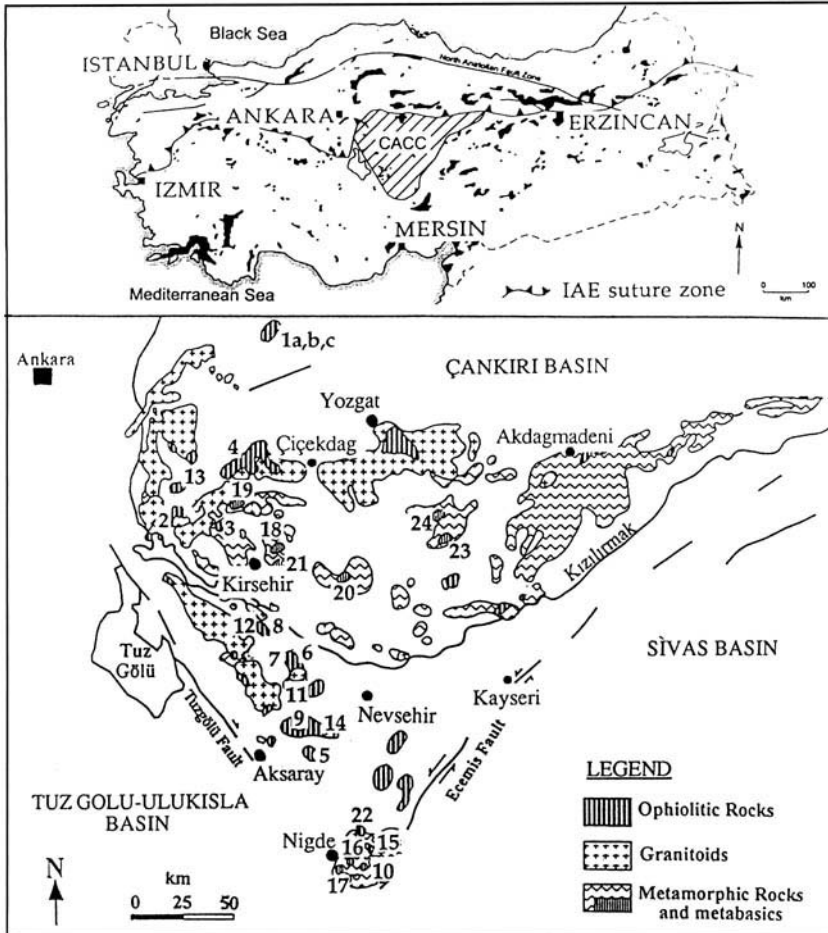 Black Sea
ISTANBUL
North Anatolian Fault Zone
ANKARA
ERZINCAN
CACC
IZMIR
MERSIN
N
Mediterranean Sea
IAE suture zone
0 100
km
1a,b,c
Ankara
ÇANKIRI BASIN
Yozgat
4
Çiçekdag
Akdagmadeni
13
19
2
3
18
24
23
21
Kirsehir
20
Kızılırmak
12
8
SİVAS BASIN
Tuz
Gölü
7
6
11
Kayseri
Nevsehir
9
14
Tuzgölü Fault
5
Aksaray
Ecemis Fault
LEGEND
Ophiolitic Rocks
TUZ GOLU-ULUKISLA
BASIN
22
Nigde
15
16
Granitoids
N
km
17
10
0 25 50
Metamorphic Rocks
and metabasics